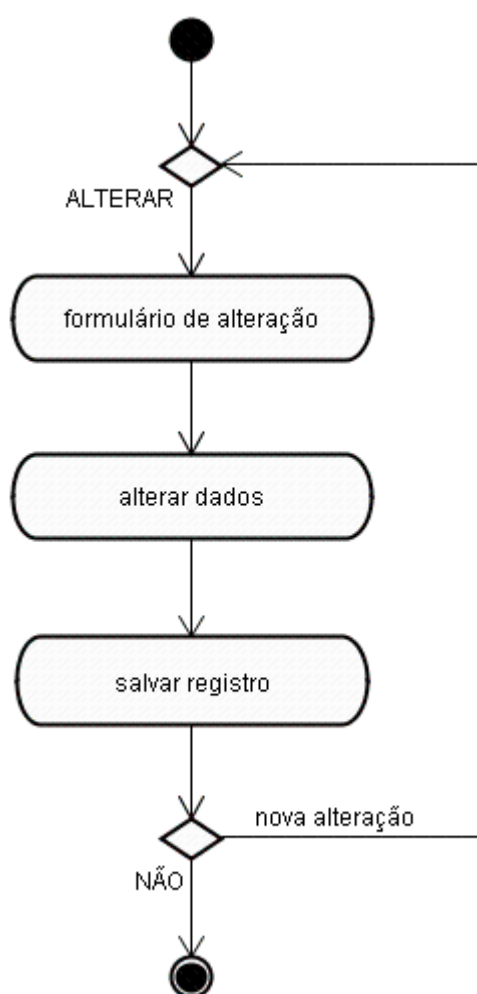 ALTERAR
formulário de alteração
alterar dados
salvar registro
nova alteração
NÃO